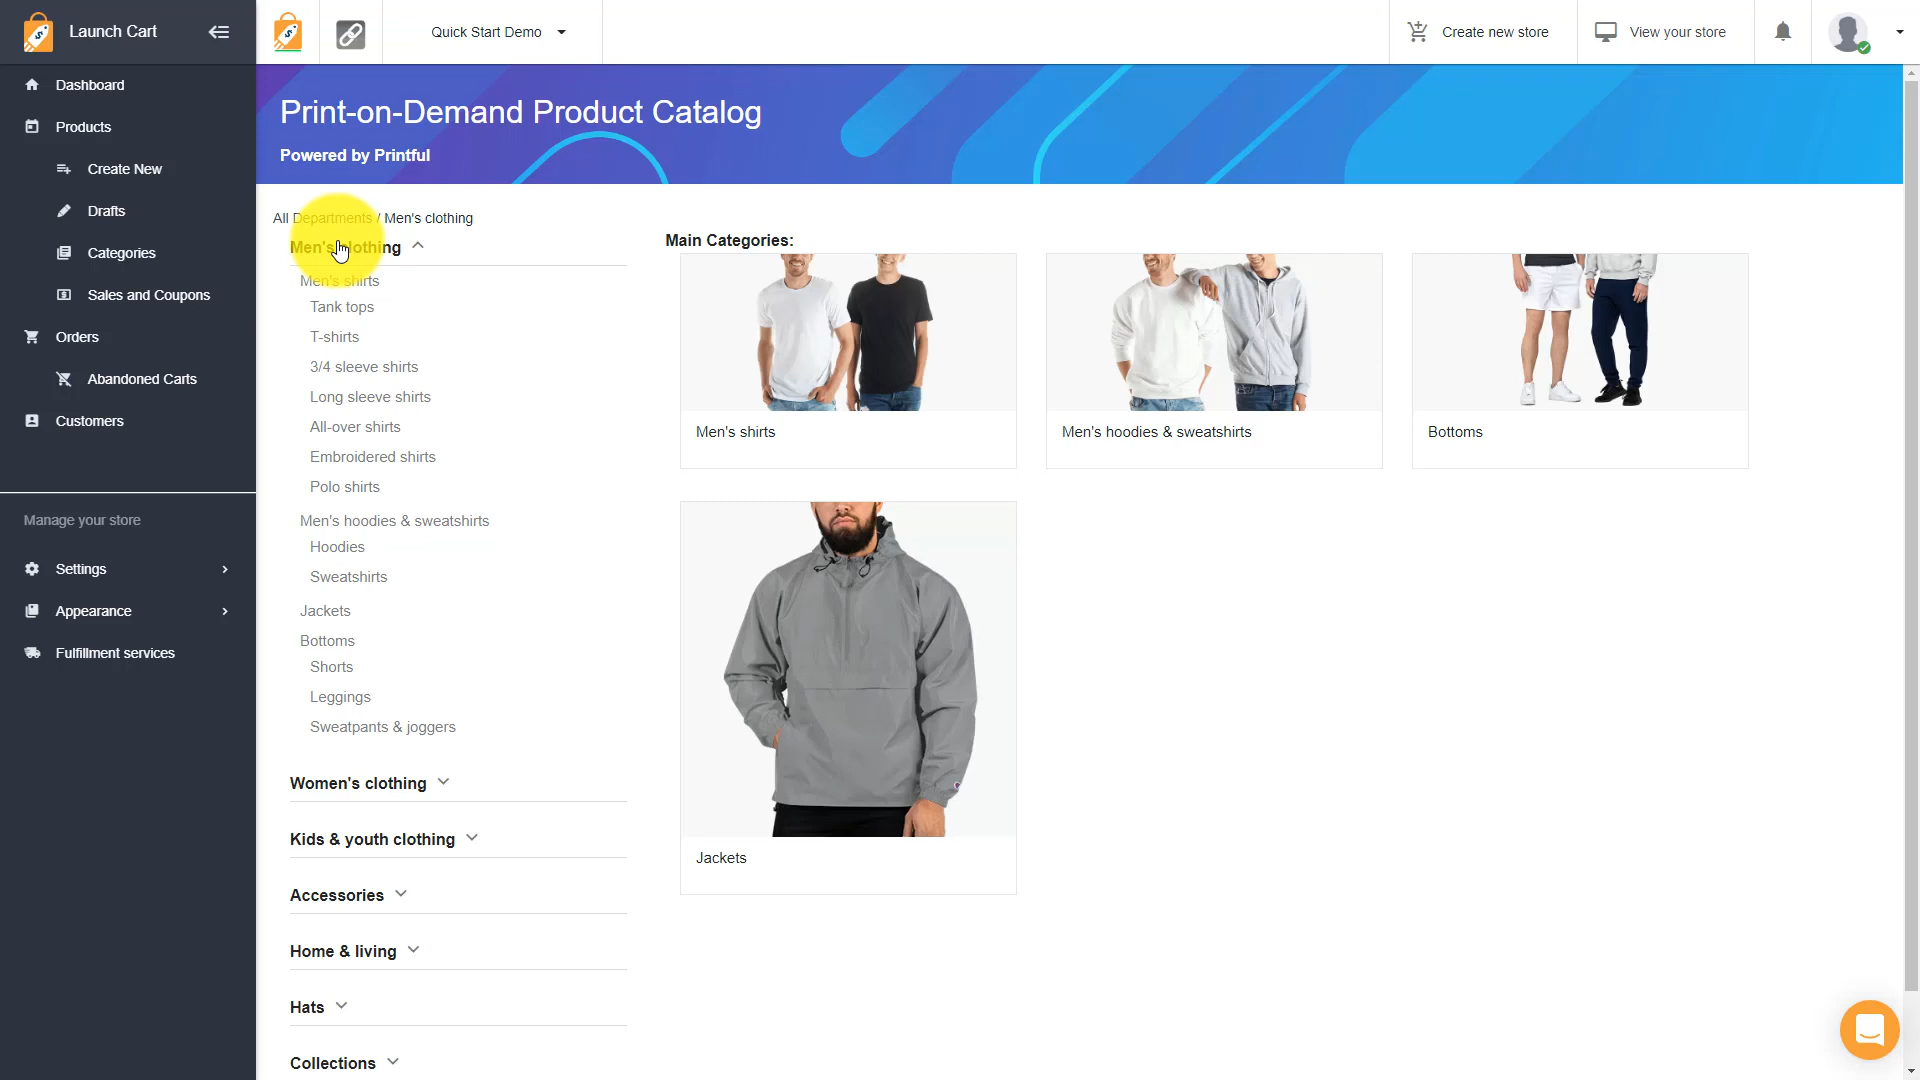 Launch Cart
Quick Start Demo
Create new store
View your store
Dashboard
Products
Create New
Drafts
Categories
Sales and Coupons
Orders
Abandoned Carts
Customers
Manage your store
Settings
Appearance
Fulfillment services
Print-on-Demand Product Catalog
Powered by Printful
All Departments / Men's clothing
Men's clothing
Men's shirts
Tank tops
T-shirts
3/4 sleeve shirts
Long sleeve shirts
All-over shirts
Embroidered shirts
Polo shirts
Men's hoodies & sweatshirts
Hoodies
Sweatshirts
Jackets
Bottoms
Shorts
Leggings
Sweatpants & joggers
Women's clothing
Kids & youth clothing
Accessories
Home & living
Hats
Collections
Main Categories:
Men's shirts
Men's hoodies & sweatshirts
Bottoms
Jackets